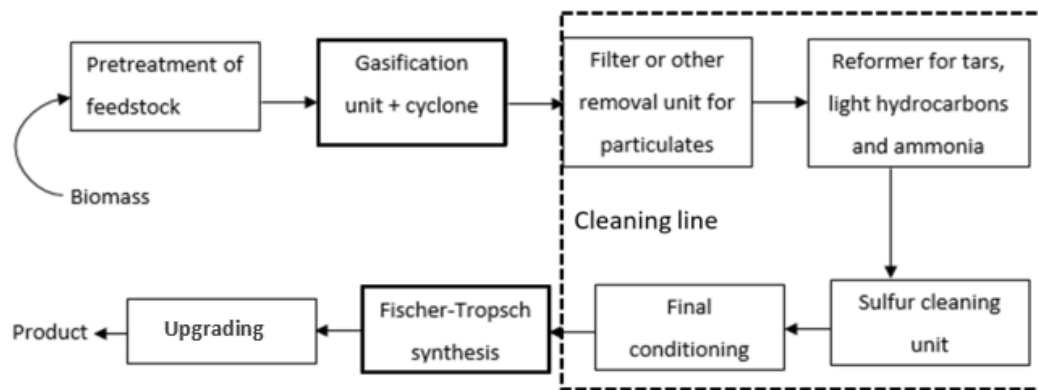 Pretreatment of
feedstock
Gasification
unit + cyclone
Filter or other
removal unit for
particulates
Reformer for tars,
light hydrocarbons
and ammonia
Biomass
Cleaning line
Sulfur cleaning
unit
Final
conditioning
Fischer-Tropsch
synthesis
Upgrading
Product